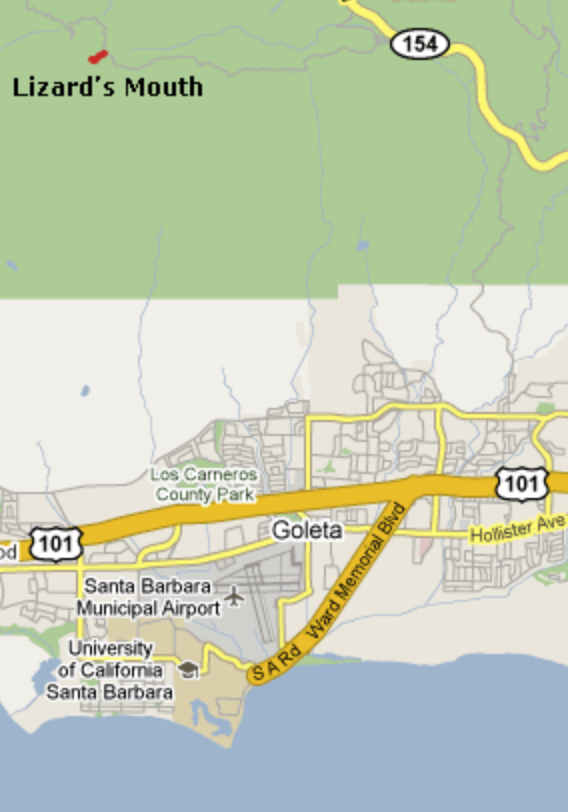 154
Lizard's Mouth
Los Carneros
County Park
101
Goleta
Hollister Ave
od
101
Ward Memorial Blvd
Santa Barbara
Municipal Airport
University
of California
Santa Barbara
S A Rd